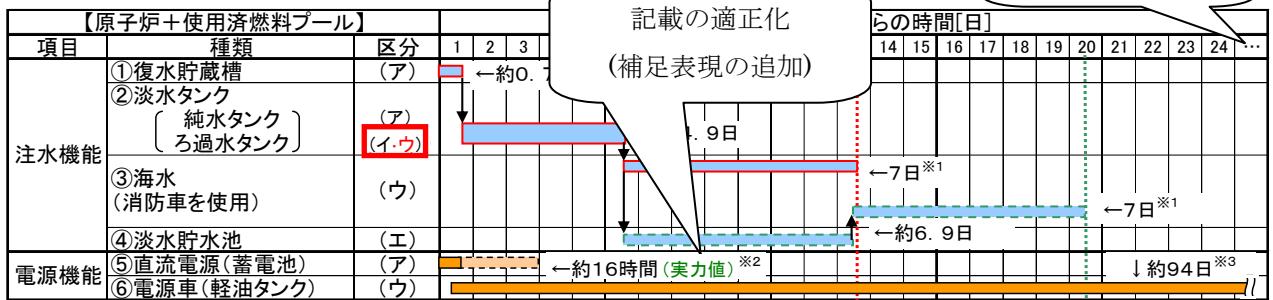 記載の適正化
(補足表現の追加)
【原子炉＋使用済燃料プール】
らの時間[日]
項目 種類 区分 1 2 3 14 15 16 17 18 19 20 21 22 23 24 …
注水機能
①復水貯蔵槽 (ア) ←約0.
②淡水タンク
純水タンク (ア)
ろ過水タンク (イ・ウ)
4.9日
③海水
(消防車を使用) (ウ)
←7日※1
←7日※1
④淡水貯水池 (エ) ←約6.9日
電源機能
⑤直流電源(蓄電池) (ア) ←約16時間(実力値)※2 ↓約94日※3
⑥電源車(軽油タンク) (ウ)